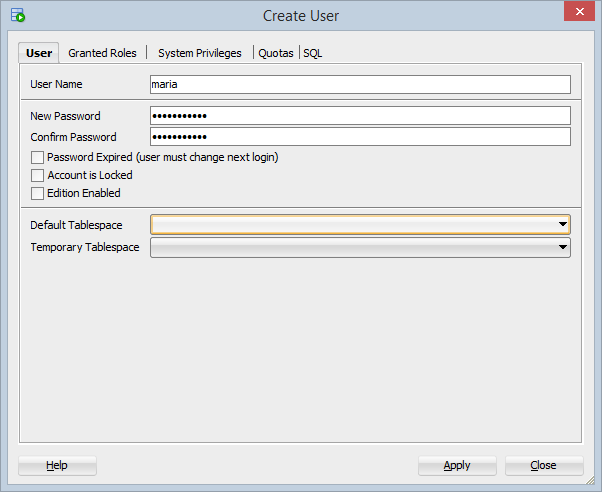 Create User
User Granted Roles System Privileges Quotas SQL
User Name maria
New Password •••••••••••
Confirm Password •••••••••••
Password Expired (user must change next login)
Account is Locked
Edition Enabled
Default Tablespace
Temporary Tablespace
Help Apply Close